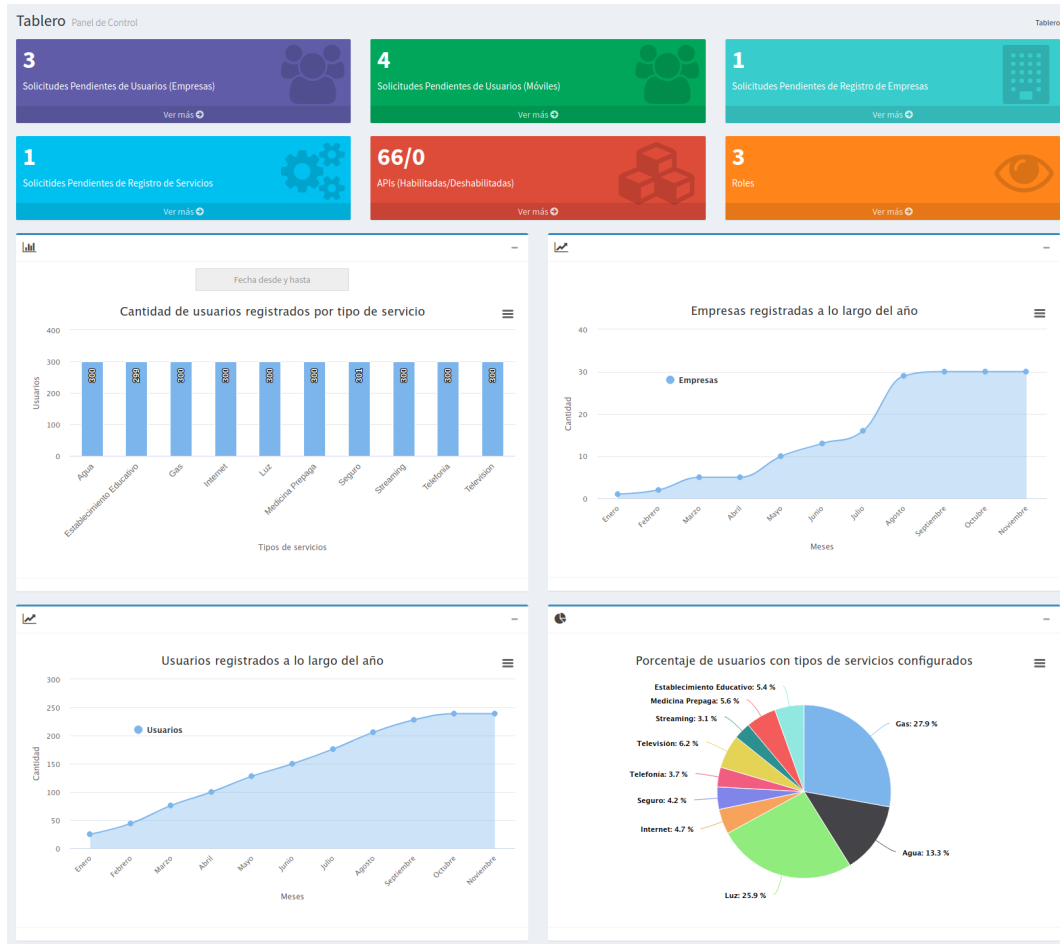 Tablero Panel de Control
Tablero
3
Solicitudes Pendientes de Usuarios (Empresas)
Ver más
4
Solicitudes Pendientes de Usuarios (Móviles)
Ver más
1
Solicitudes Pendientes de Registro de Empresas
Ver más
1
Solicitides Pendientes de Registro de Servicios
Ver más
66/0
APIs (Habilitadas/Deshabilitadas)
Ver más
3
Roles
Ver más
Fecha desde y hasta
Cantidad de usuarios registrados por tipo de servicio
Usuarios
400
300
200
100
0
300
299
300
300
300
300
301
300
300
300
Agua
Establecimiento Educativo
Gas
Internet
Luz
Medicina Prepaga
Seguro
Streaming
Telefonia
Television
Tipos de servicios
Empresas registradas a lo largo del año
Cantidad
40
30
20
10
0
Empresas
Enero
Febrero
Marzo
Abril
Mayo
Junio
Julio
Agosto
Septiembre
Octubre
Noviembre
Meses
Usuarios registrados a lo largo del año
Cantidad
300
250
200
150
100
50
0
Usuarios
Enero
Febrero
Marzo
Abril
Mayo
Junio
Julio
Agosto
Septiembre
Octubre
Noviembre
Meses
Porcentaje de usuarios con tipos de servicios configurados
Establecimiento Educativo: 5.4 %
Medicina Prepaga: 5.6 %
Streaming: 3.1 %
Televisión: 6.2 %
Telefonía: 3.7 %
Seguro: 4.2 %
Internet: 4.7 %
Luz: 25.9 %
Agua: 13.3 %
Gas: 27.9 %